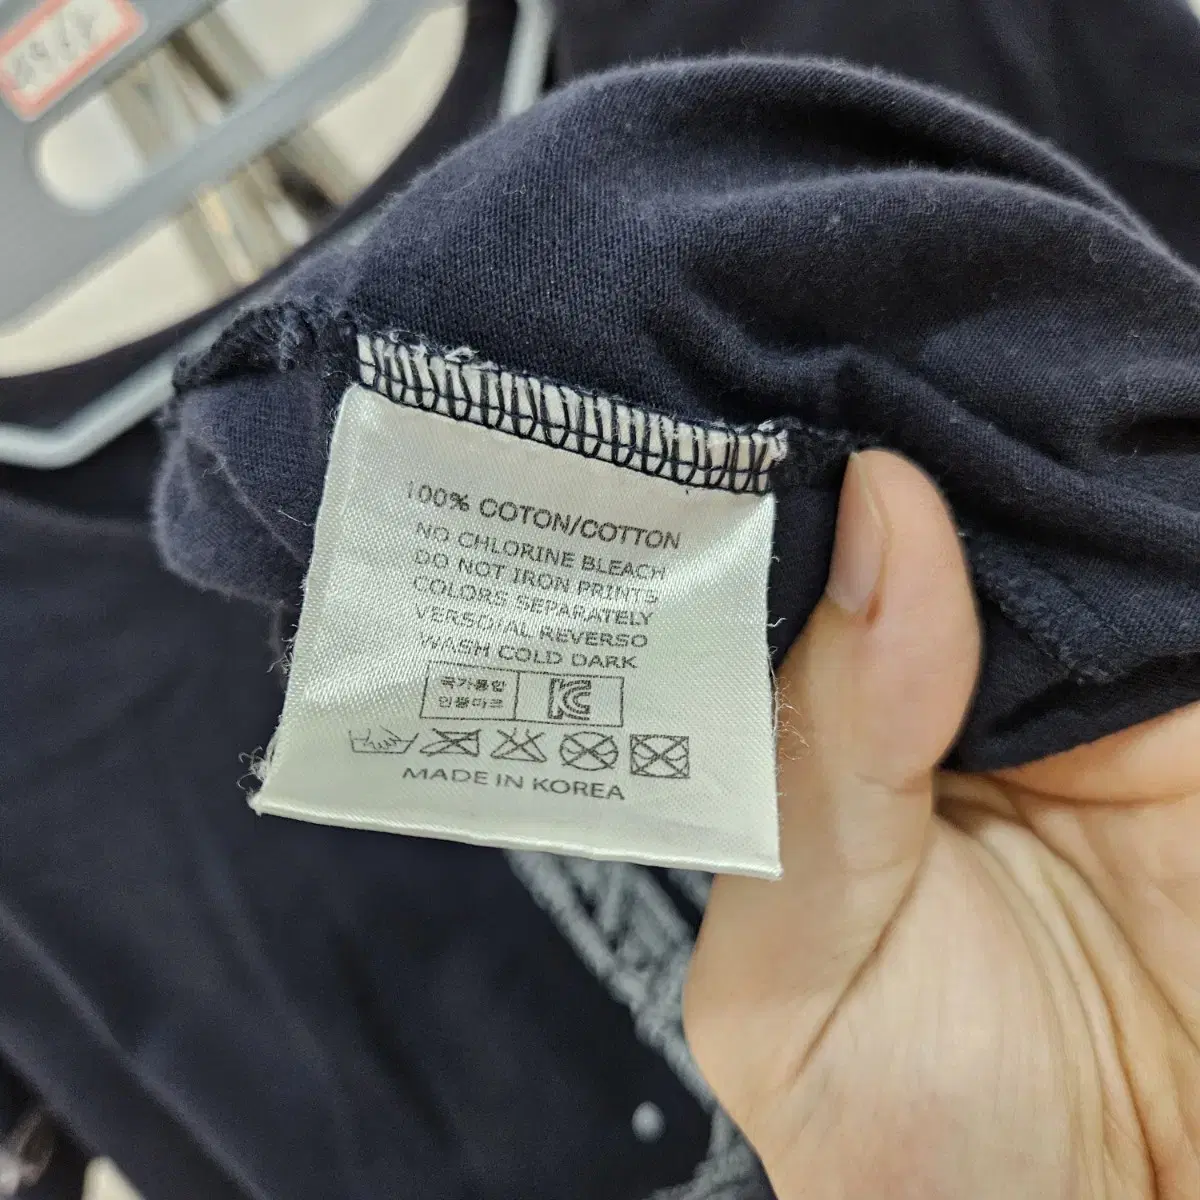 100% COTON/COTTON
NO CHLORINE BLEACH
DO NOT IRON PRINTS
COLORS SEPARATELY
VERSO/AL REVERSO
WASH COLD DARK
국가통합
인증마크
KC
MADE IN KOREA